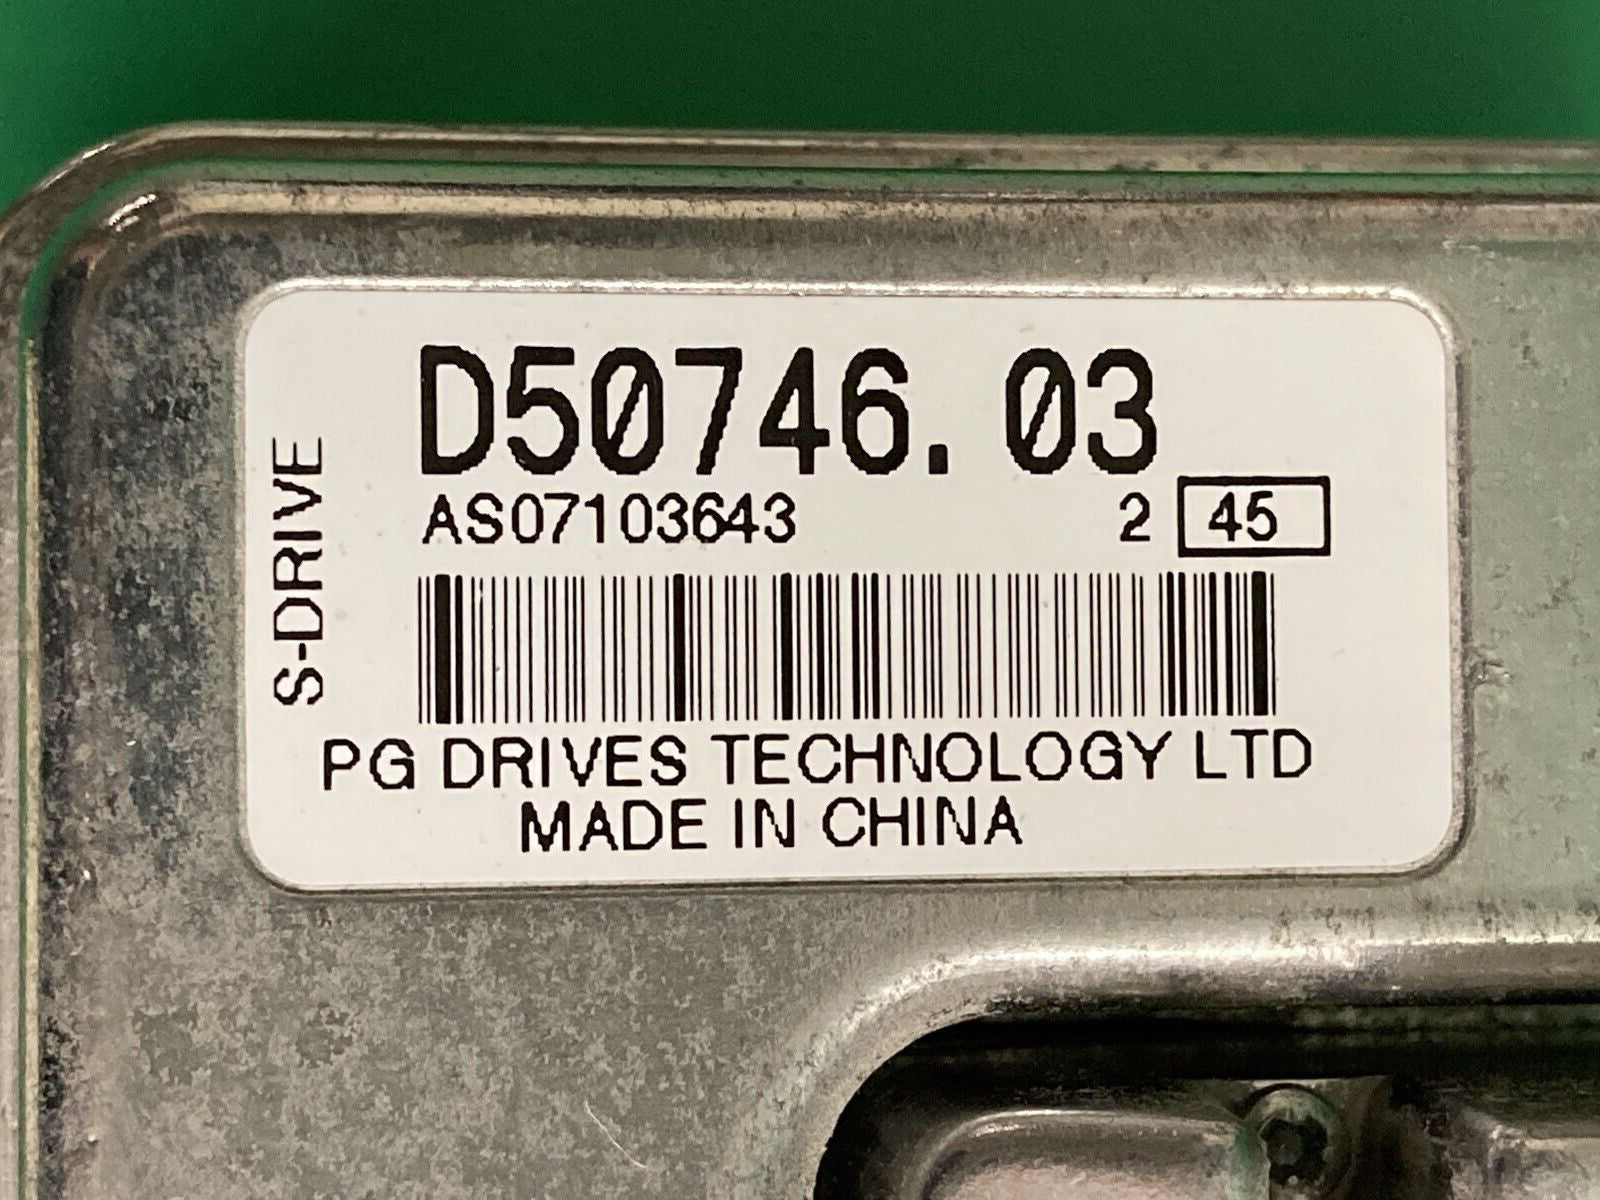 D50746.03
AS07103643 2 45
S-DRIVE
PG DRIVES TECHNOLOGY LTD
MADE IN CHINA